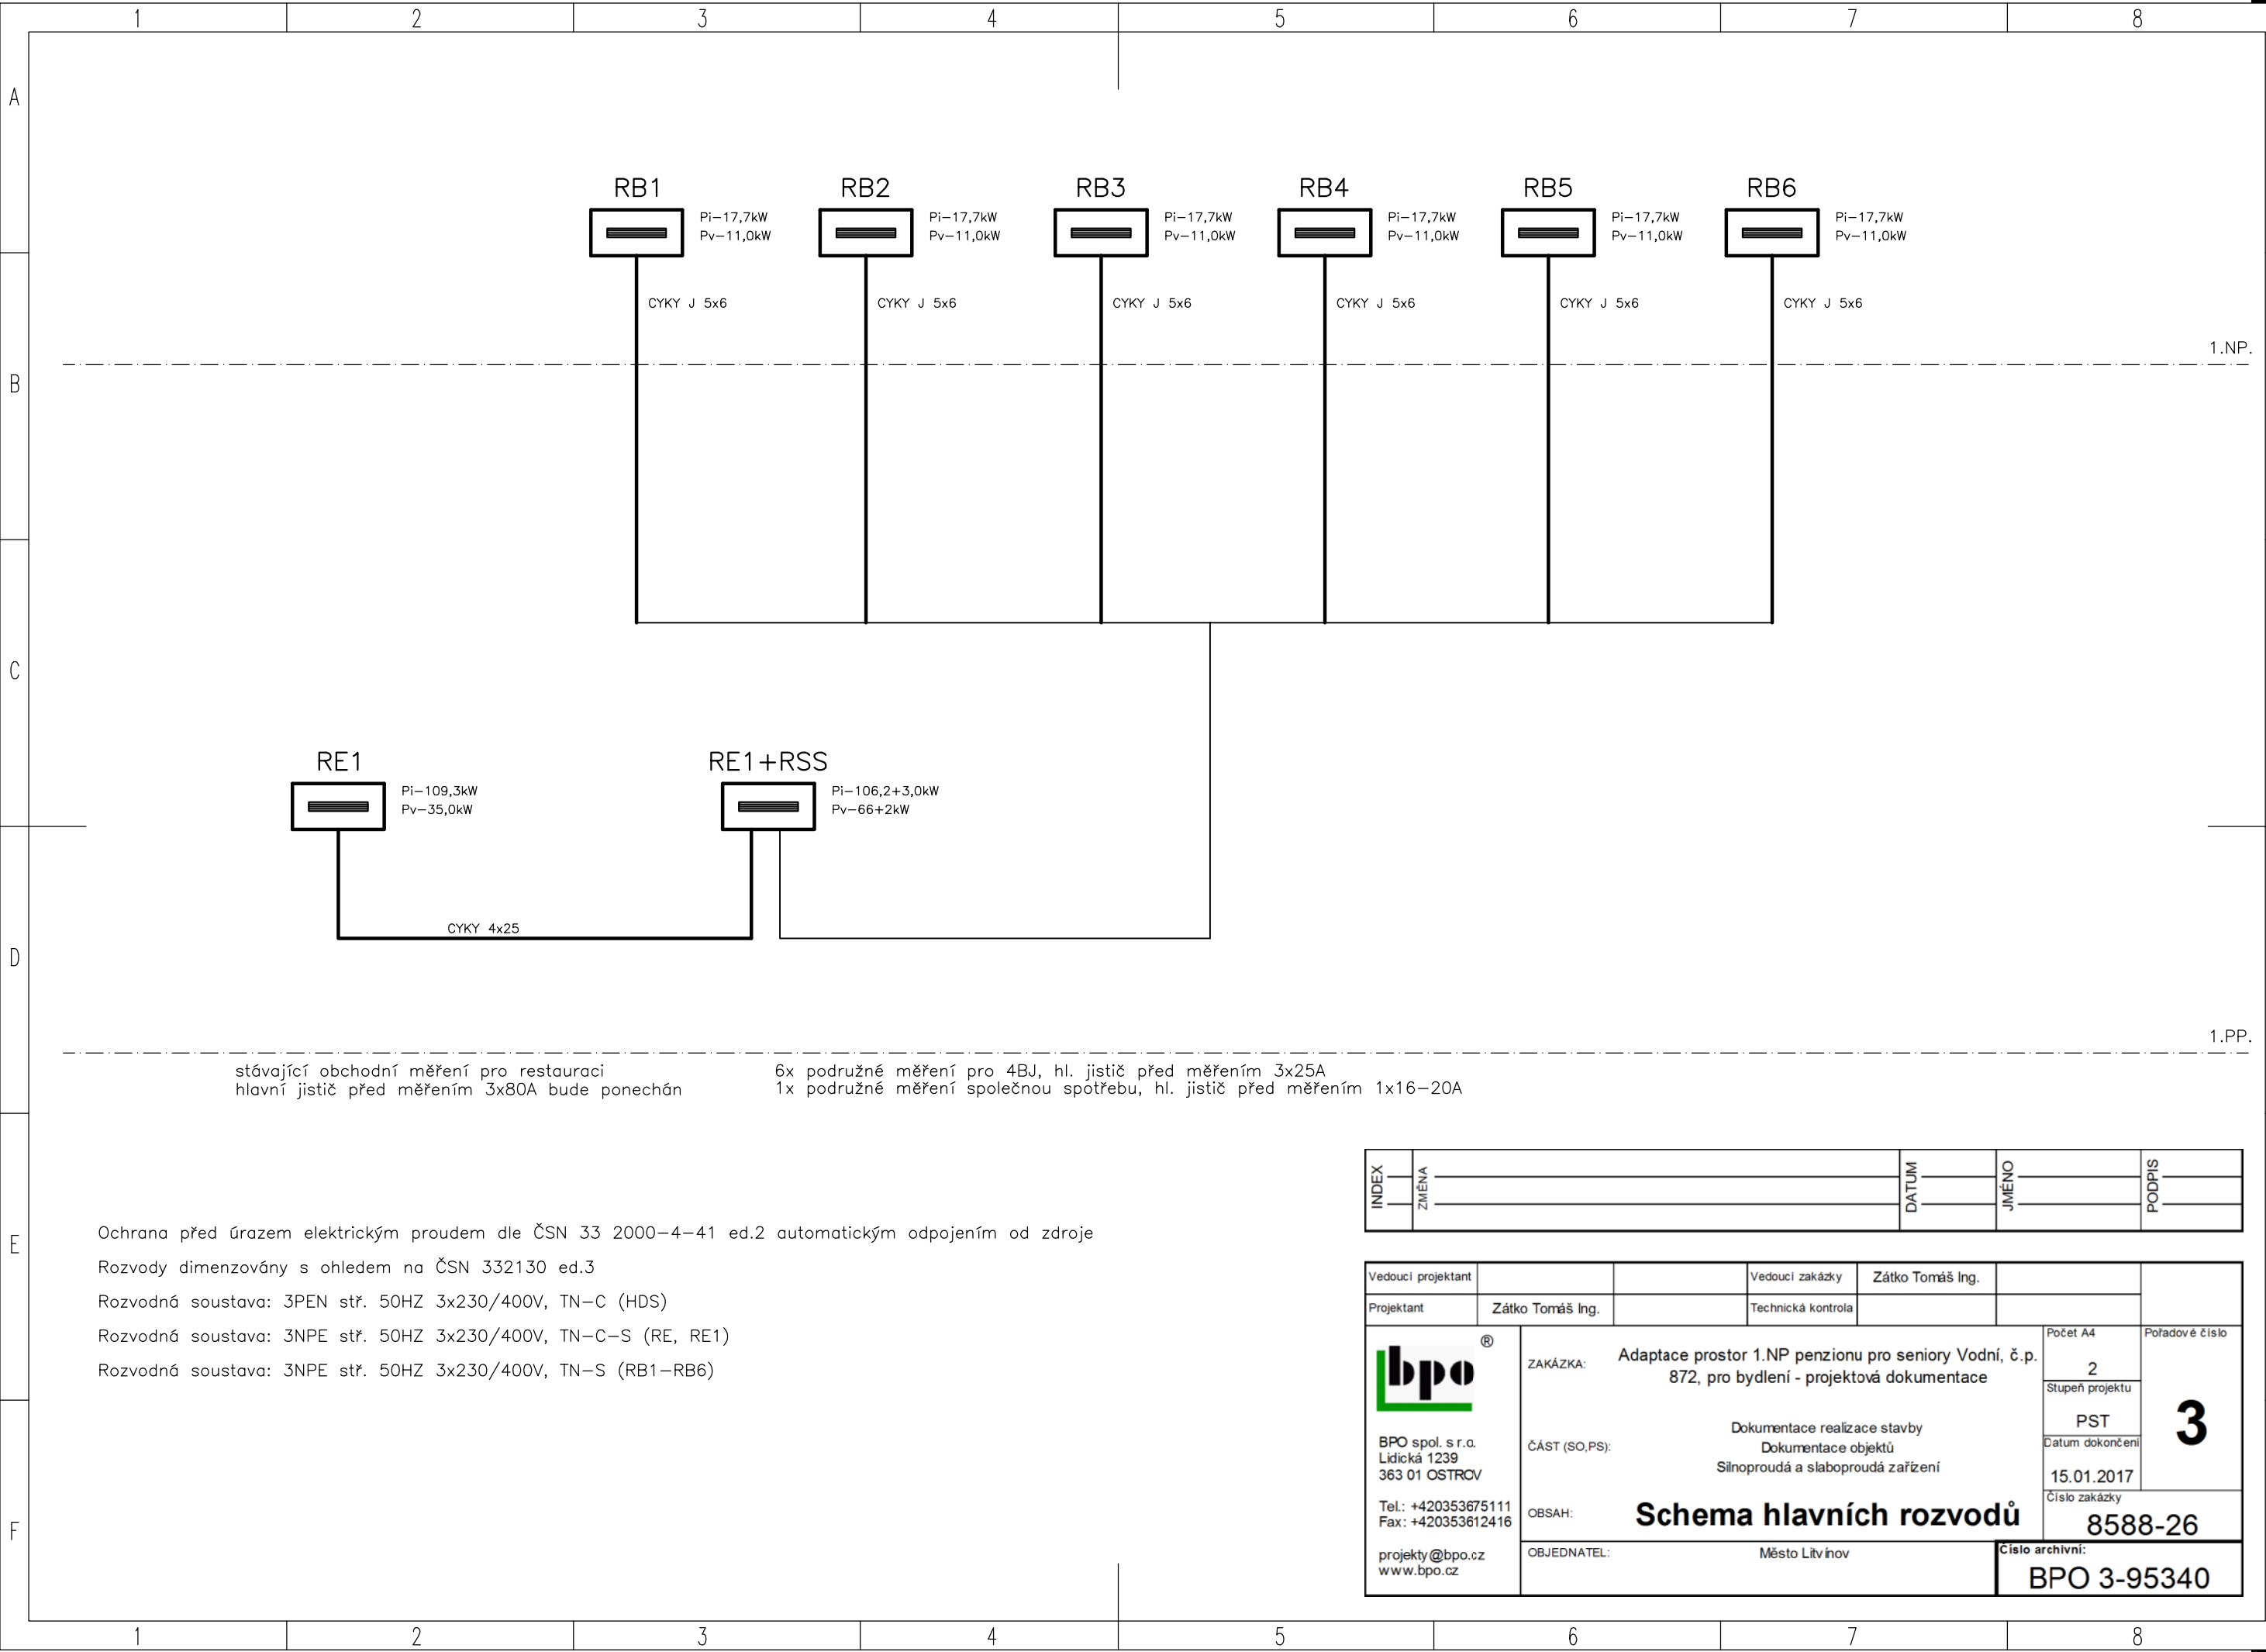 1 2 3 4 5 6 7 8
A
RB1 RB2 RB3 RB4 RB5 RB6
Pi-17,7kW Pi-17,7kW Pi-17,7kW Pi-17,7kW Pi-17,7kW Pi-17,7kW
Pv-11,0kW Pv-11,0kW Pv-11,0kW Pv-11,0kW Pv-11,0kW Pv-11,0kW
CYKY J 5x6 CYKY J 5x6 CYKY J 5x6 CYKY J 5x6 CYKY J 5x6 CYKY J 5x6
1.NP.
B
C
RE1 RE1+RSS
Pi-109,3kW Pi-106,2+3,0kW
Pv-35,0kW Pv-66+2kW
CYKY 4x25
D
1.PP.
stávající obchodní měření pro restauraci
hlavní jistič před měřením 3x80A bude ponechán
6x podružné měření pro 4BJ, hl. jistič před měřením 3x25A
1x podružné měření společnou spotřebu, hl. jistič před měřením 1x16-20A
INDEX ZMĚNA DATUM JMÉNO PODPIS
E
Ochrana před úrazem elektrickým proudem dle ČSN 33 2000-4-41 ed.2 automatickým odpojením od zdroje
Rozvody dimenzovány s ohledem na ČSN 332130 ed.3
Rozvodná soustava: 3PEN stř. 50HZ 3x230/400V, TN-C (HDS)
Rozvodná soustava: 3NPE stř. 50HZ 3x230/400V, TN-C-S (RE, RE1)
Rozvodná soustava: 3NPE stř. 50HZ 3x230/400V, TN-S (RB1-RB6)
Vedoucí projektant Vedoucí zakázky Zátko Tomáš Ing.
Projektant Zátko Tomáš Ing. Technická kontrola
bpo ®
BPO spol. s r.o.
Lidická 1239
363 01 OSTROV
Tel.: +420353675111
Fax: +420353612416
projekty@bpo.cz
www.bpo.cz
ZAKÁZKA: Adaptace prostor 1.NP penzionu pro seniory Vodní, č.p.
872, pro bydlení - projektová dokumentace
ČÁST (SO,PS):
Dokumentace realizace stavby
Dokumentace objektů
Silnoproudá a slaboproudá zařízení
OBSAH: Schema hlavních rozvodů
OBJEDNATEL: Město Litvínov
Počet A4
2
Stupeň projektu
PST
Datum dokončení
15.01.2017
Pořadové číslo
3
Číslo zakázky
8588-26
Číslo archivní:
BPO 3-95340
F
1 2 3 4 5 6 7 8